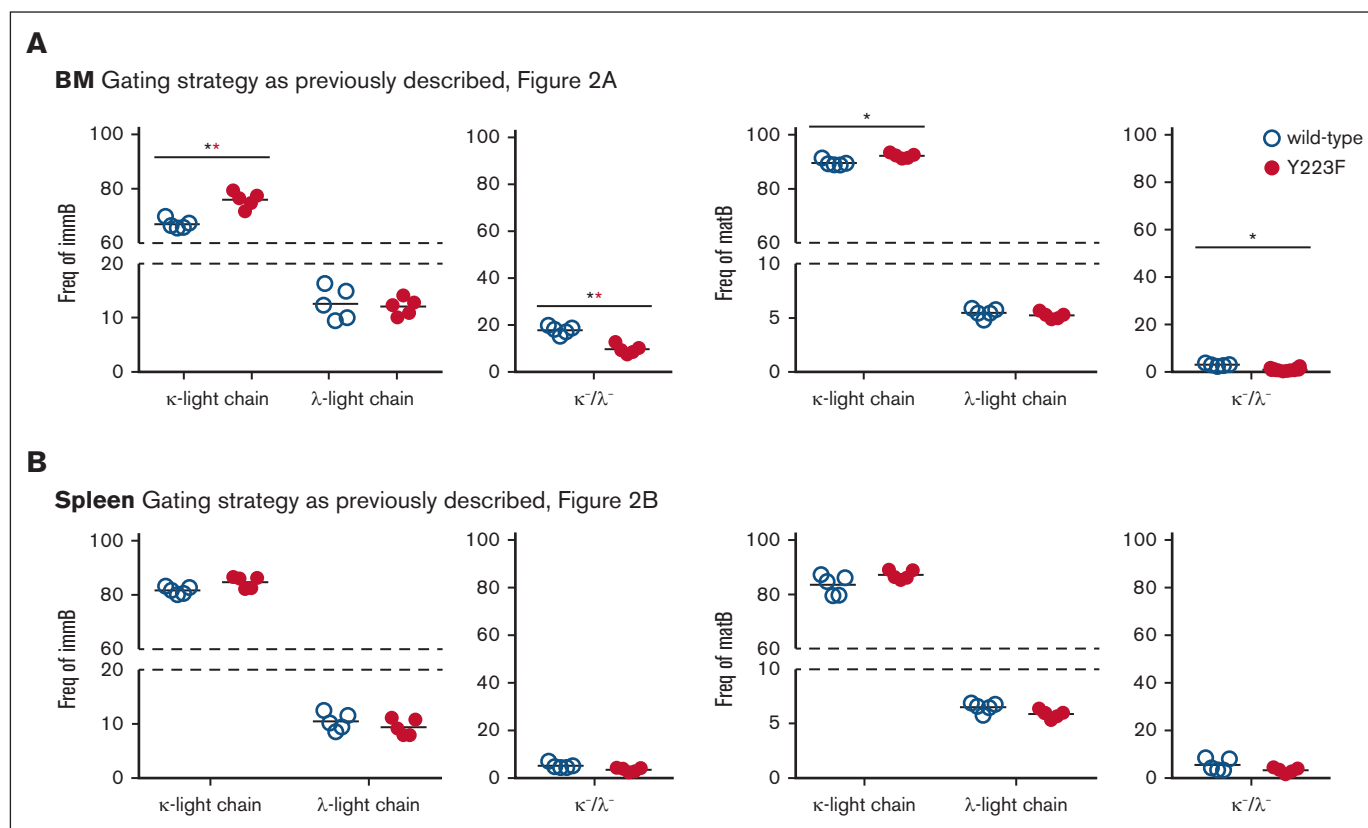 A
BM Gating strategy as previously described, Figure 2A
Freq of immB
100
80
60
20
10
0
**
κ-light chain
λ-light chain
100
80
60
40
20
0
**
κ⁻/λ⁻
Freq of matB
100
80
60
10
5
0
*
κ-light chain
λ-light chain
100
80
60
40
20
0
*
κ⁻/λ⁻
wild-type
Y223F
B
Spleen Gating strategy as previously described, Figure 2B
Freq of immB
100
80
60
20
10
0
κ-light chain
λ-light chain
100
80
60
40
20
0
κ⁻/λ⁻
Freq of matB
100
80
60
10
5
0
κ-light chain
λ-light chain
100
80
60
40
20
0
κ⁻/λ⁻